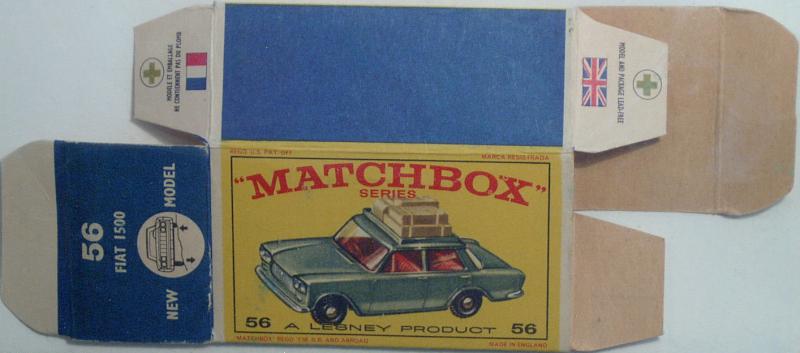 MODELE ET EMBALLAGE
NE CONTIENNENT PAS DU PLOMB
MODEL AND PACKAGE LEAD-FREE
56
FIAT 1500
NEW MODEL
REGD. U.S. PAT. OFF.
MARCA REGISTRADA
"MATCHBOX"
SERIES
56 A LESNEY PRODUCT 56
"MATCHBOX" REGD. T.M. G.B. AND ABROAD
MADE IN ENGLAND